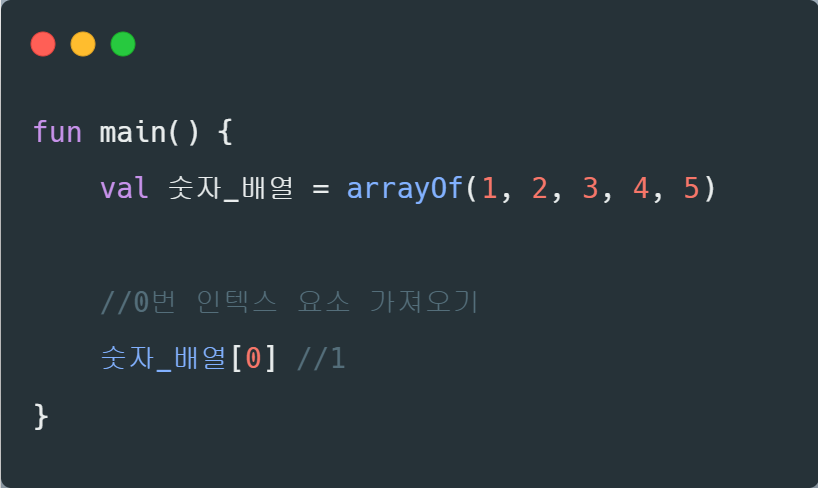 fun main() {
    val 숫자_배열 = arrayOf(1, 2, 3, 4, 5)
    //0번 인텍스 요소 가져오기
    숫자_배열[0] //1
}